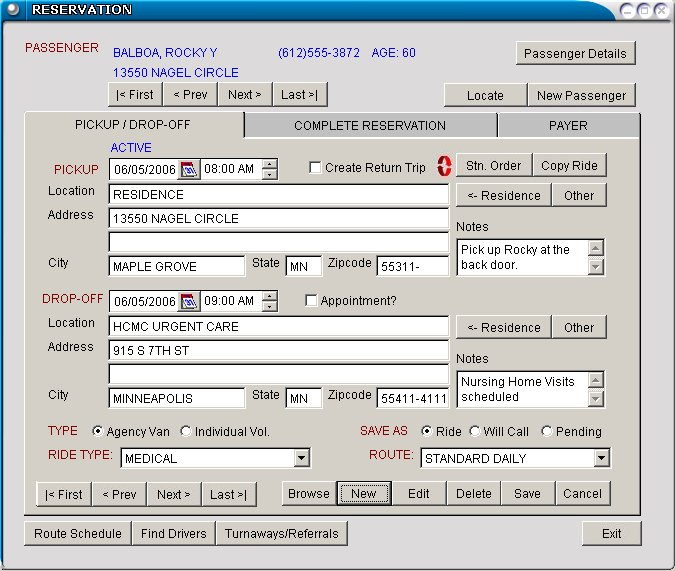 RESERVATION
PASSENGER BALBOA, ROCKY Y (612)555-3872 AGE: 60 Passenger Details
13550 NAGEL CIRCLE
|< First < Prev Next > Last >| Locate New Passenger
PICKUP / DROP-OFF COMPLETE RESERVATION PAYER
ACTIVE
PICKUP 06/05/2006 08:00 AM Create Return Trip Stn. Order Copy Ride
Location RESIDENCE <- Residence Other
Address 13550 NAGEL CIRCLE
Notes
Pick up Rocky at the
back door.
City MAPLE GROVE State MN Zipcode 55311-
DROP-OFF 06/05/2006 09:00 AM Appointment?
Location HCMC URGENT CARE <- Residence Other
Address 915 S 7TH ST
Notes
Nursing Home Visits
scheduled
City MINNEAPOLIS State MN Zipcode 55411-4111
TYPE Agency Van Individual Vol. SAVE AS Ride Will Call Pending
RIDE TYPE: MEDICAL ROUTE: STANDARD DAILY
|< First < Prev Next > Last >| Browse New Edit Delete Save Cancel
Route Schedule Find Drivers Turnaways/Referrals Exit